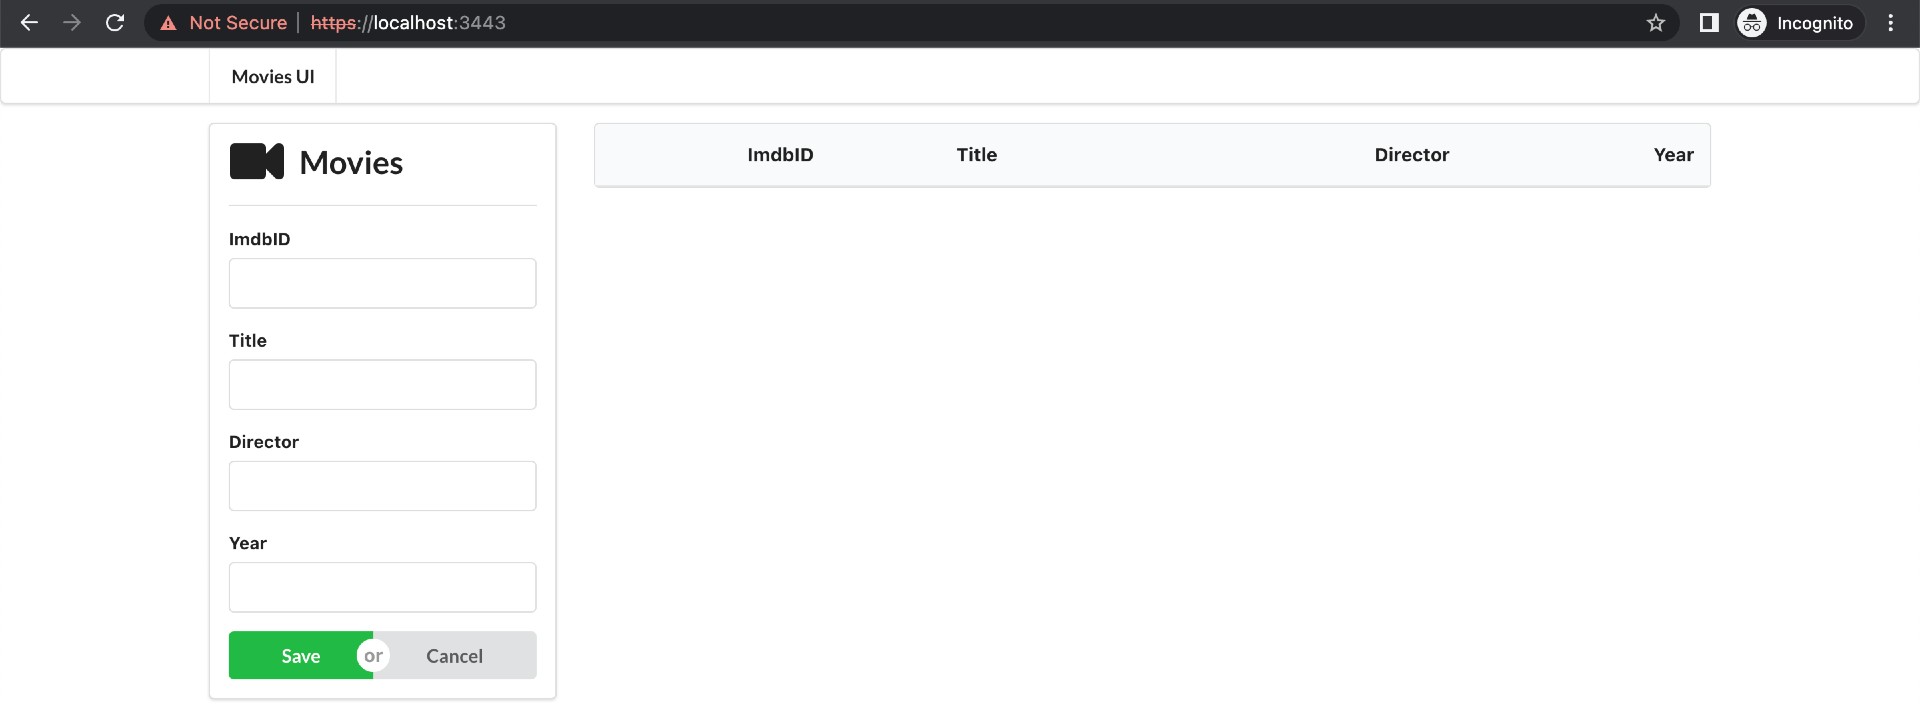 Not Secure | https://localhost:3443
Incognito
Movies UI
Movies
ImdbID
Title
Director
Year
Save or Cancel
ImdbID Title Director Year